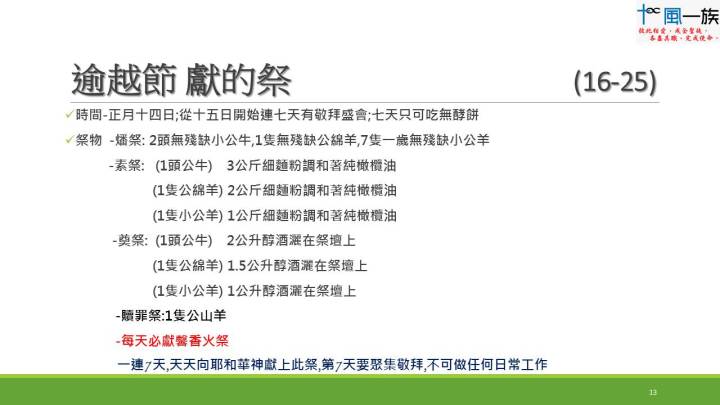 十ec風一族
彼此相愛、成全聖徒。
各盡其職、完成使命。
逾越節 獻的祭 (16-25)
✓時間-正月十四日;從十五日開始連七天有敬拜盛會;七天只可吃無酵餅
✓祭物 -燔祭: 2頭無殘缺小公牛,1隻無殘缺公綿羊,7隻一歲無殘缺小公羊
-素祭: (1頭公牛) 3公斤細麵粉調和著純橄欖油
(1隻公綿羊) 2公斤細麵粉調和著純橄欖油
(1隻小公羊) 1公斤細麵粉調和著純橄欖油
-奠祭: (1頭公牛) 2公升醇酒灑在祭壇上
(1隻公綿羊) 1.5公升醇酒灑在祭壇上
(1隻小公羊) 1公升醇酒灑在祭壇上
-贖罪祭:1隻公山羊
-每天必獻馨香火祭
一連7天,天天向耶和華神獻上此祭,第7天要聚集敬拜,不可做任何日常工作
13